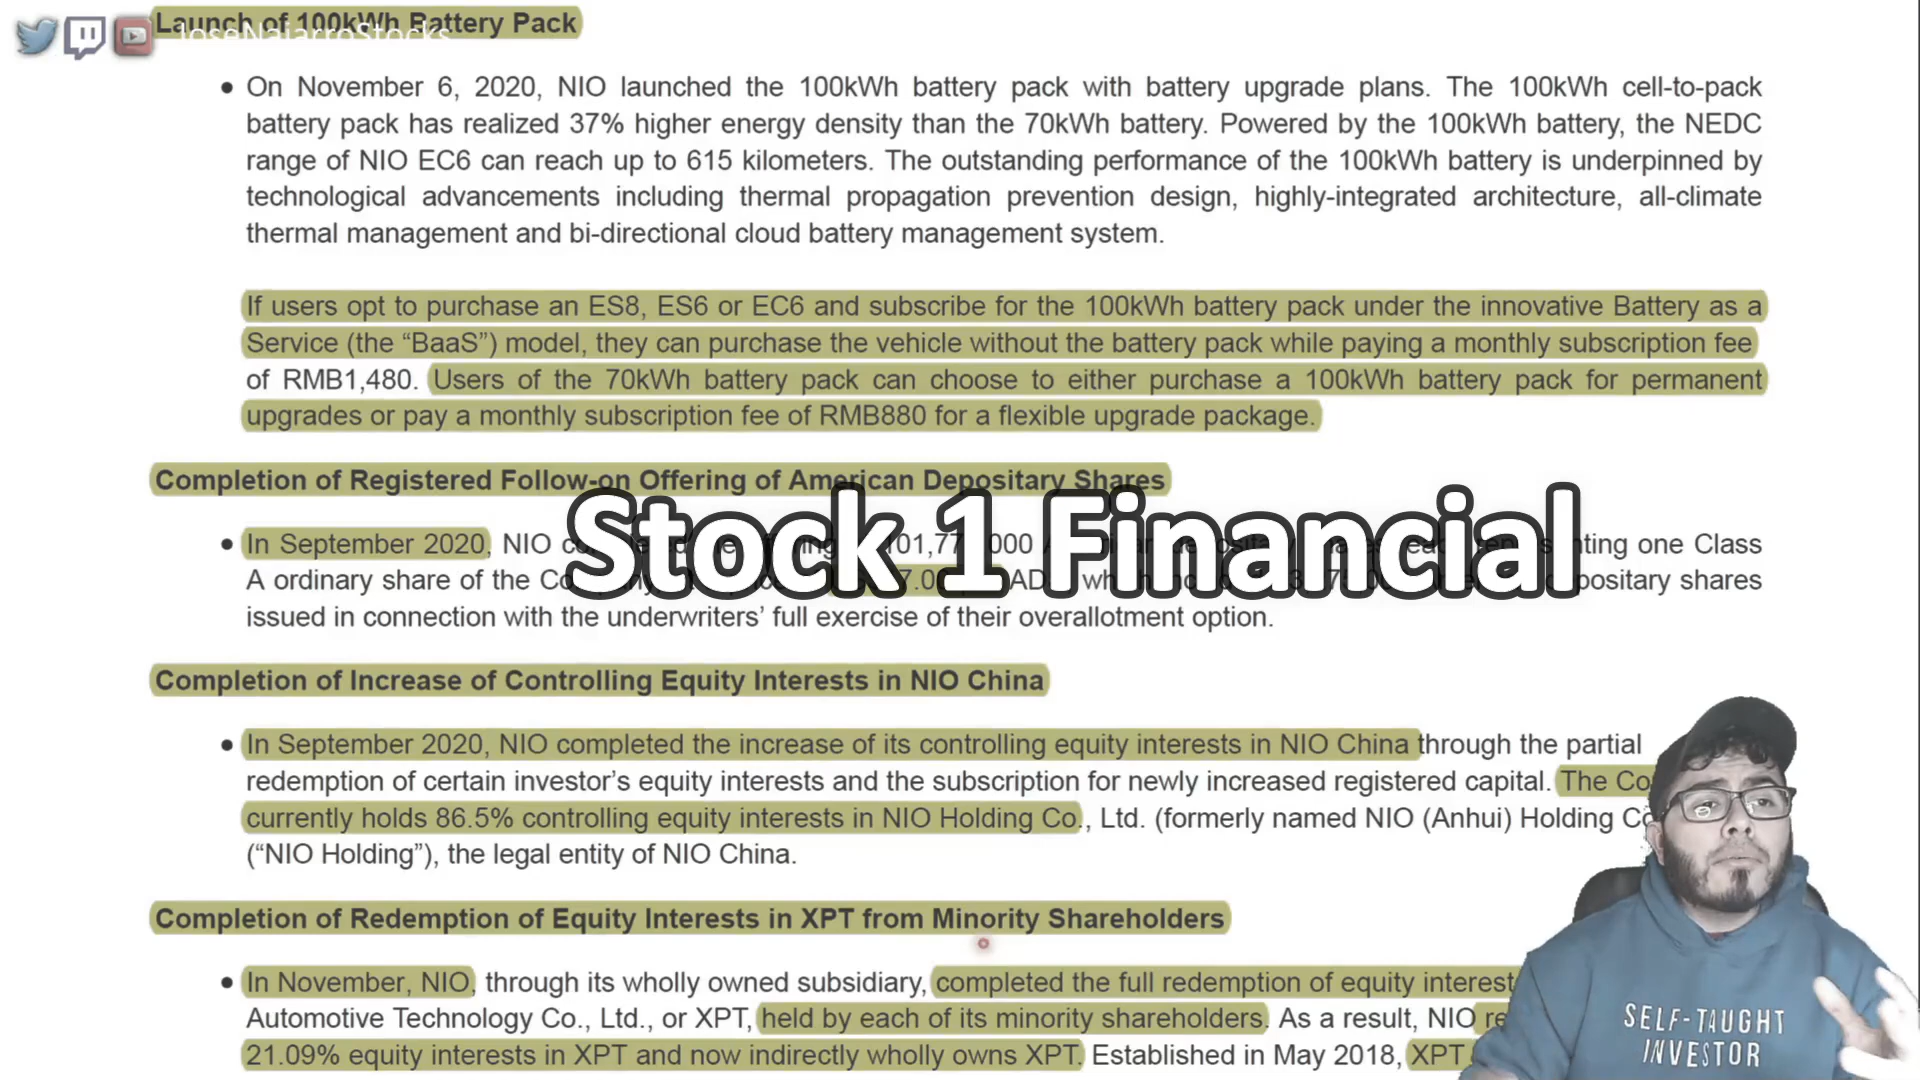 Launch of 100kWh Battery Pack
JoseNajarroStocks
• On November 6, 2020, NIO launched the 100kWh battery pack with battery upgrade plans. The 100kWh cell-to-pack
battery pack has realized 37% higher energy density than the 70kWh battery. Powered by the 100kWh battery, the NEDC
range of NIO EC6 can reach up to 615 kilometers. The outstanding performance of the 100kWh battery is underpinned by
technological advancements including thermal propagation prevention design, highly-integrated architecture, all-climate
thermal management and bi-directional cloud battery management system.
If users opt to purchase an ES8, ES6 or EC6 and subscribe for the 100kWh battery pack under the innovative Battery as a
Service (the “BaaS”) model, they can purchase the vehicle without the battery pack while paying a monthly subscription fee
of RMB1,480. Users of the 70kWh battery pack can choose to either purchase a 100kWh battery pack for permanent
upgrades or pay a monthly subscription fee of RMB880 for a flexible upgrade package.
Completion of Registered Follow-on Offering of American Depositary Shares
Stock 1 Financial
• In September 2020, NIO one Class
A ordinary share of the shares
issued in connection with the underwriters’ full exercise of their overallotment option.
Completion of Increase of Controlling Equity Interests in NIO China
• In September 2020, NIO completed the increase of its controlling equity interests in NIO China through the partial
redemption of certain investor’s equity interests and the subscription for newly increased registered capital. The Co
currently holds 86.5% controlling equity interests in NIO Holding Co., Ltd. (formerly named NIO (Anhui) Holding Co
(“NIO Holding”), the legal entity of NIO China.
Completion of Redemption of Equity Interests in XPT from Minority Shareholders
• In November, NIO, through its wholly owned subsidiary, completed the full redemption of equity interest
Automotive Technology Co., Ltd., or XPT, held by each of its minority shareholders. As a result, NIO re
21.09% equity interests in XPT and now indirectly wholly owns XPT. Established in May 2018, XPT
SELF-TAUGHT
INVESTOR